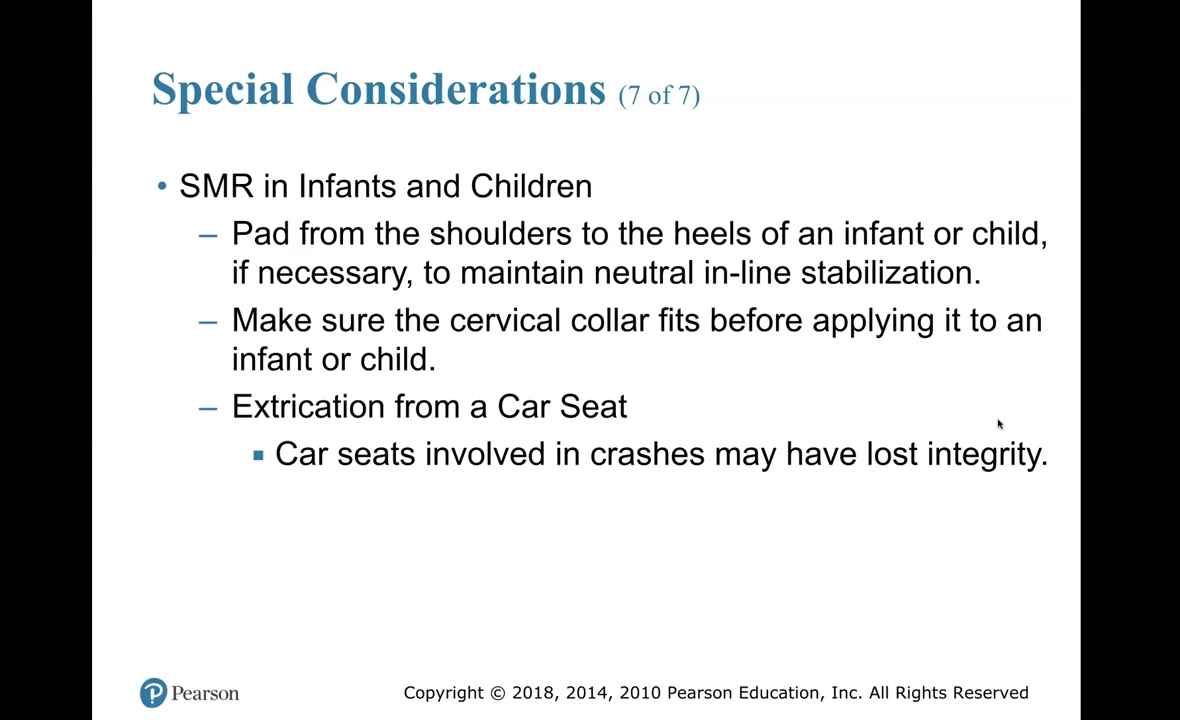 Special Considerations (7 of 7)
• SMR in Infants and Children
– Pad from the shoulders to the heels of an infant or child,
if necessary, to maintain neutral in-line stabilization.
– Make sure the cervical collar fits before applying it to an
infant or child.
– Extrication from a Car Seat
▪ Car seats involved in crashes may have lost integrity.
P Pearson
Copyright © 2018, 2014, 2010 Pearson Education, Inc. All Rights Reserved